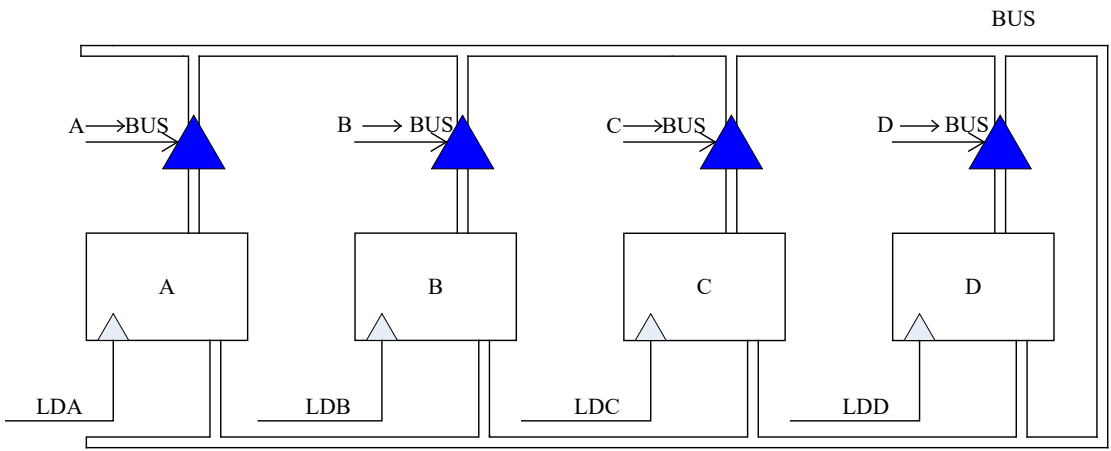 BUS
A→BUS
B → BUS
C→BUS
D → BUS
A
B
C
D
LDA
LDB
LDC
LDD